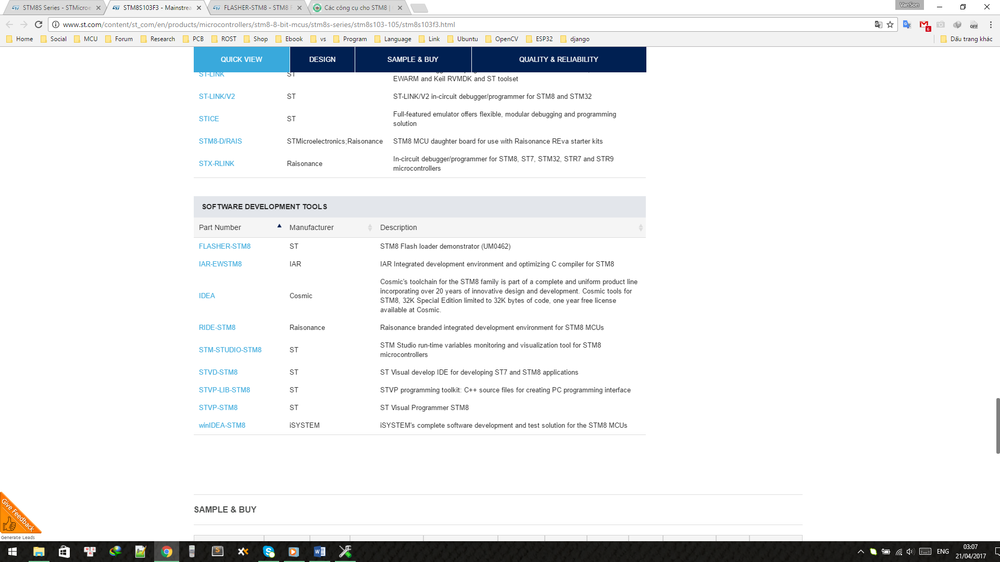 VanSon
STM8S Series - STMicroe
STM8S103F3 - Mainstrea
FLASHER-STM8 - STM8 F
Các công cụ cho STM8 |
www.st.com/content/st_com/en/products/microcontrollers/stm8-8-bit-mcus/stm8s-series/stm8s103-105/stm8s103f3.html
6
OFF
Home Social MCU Forum Research PCB ROST Shop Ebook vs Program Language Link Ubuntu OpenCV ESP32 django Dấu trang khác
QUICK VIEW DESIGN SAMPLE & BUY QUALITY & RELIABILITY
ST-LINK ST
EWARM and Keil RVMDK and ST toolset
ST-LINK/V2 ST ST-LINK/V2 in-circuit debugger/programmer for STM8 and STM32
STICE ST Full-featured emulator offers flexible, modular debugging and programming
solution
STM8-D/RAIS STMicroelectronics;Raisonance STM8 MCU daughter board for use with Raisonance REva starter kits
STX-RLINK Raisonance In-circuit debugger/programmer for STM8, ST7, STM32, STR7 and STR9
microcontrollers
SOFTWARE DEVELOPMENT TOOLS
Part Number Manufacturer Description
FLASHER-STM8 ST STM8 Flash loader demonstrator (UM0462)
IAR-EWSTM8 IAR IAR Integrated development environment and optimizing C compiler for STM8
IDEA Cosmic Cosmic's toolchain for the STM8 family is part of a complete and uniform product line
incorporating over 20 years of innovative design and development. Cosmic tools for
STM8, 32K Special Edition limited to 32K bytes of code, one year free license
available at Cosmic.
RIDE-STM8 Raisonance Raisonance branded integrated development environment for STM8 MCUs
STM-STUDIO-STM8 ST STM Studio run-time variables monitoring and visualization tool for STM8
microcontrollers
STVD-STM8 ST ST Visual develop IDE for developing ST7 and STM8 applications
STVP-LIB-STM8 ST STVP programming toolkit: C++ source files for creating PC programming interface
STVP-STM8 ST ST Visual Programmer STM8
winIDEA-STM8 iSYSTEM iSYSTEM's complete software development and test solution for the STM8 MCUs
SAMPLE & BUY
Give Feedback
Generate Leads
ENG
03:07
21/04/2017